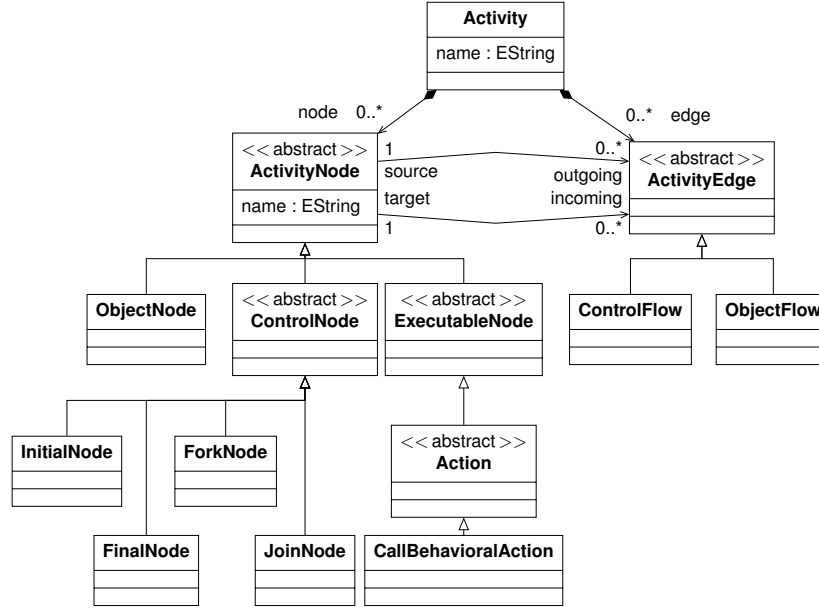 Activity
name : EString
node 0..*
0..* edge
<< abstract >>
ActivityNode
name : EString
1
source
target
1
0..*
outgoing
incoming
0..*
<< abstract >>
ActivityEdge
ObjectNode
<< abstract >>
ControlNode
<< abstract >>
ExecutableNode
ControlFlow
ObjectFlow
InitialNode
ForkNode
<< abstract >>
Action
FinalNode
JoinNode
CallBehavioralAction